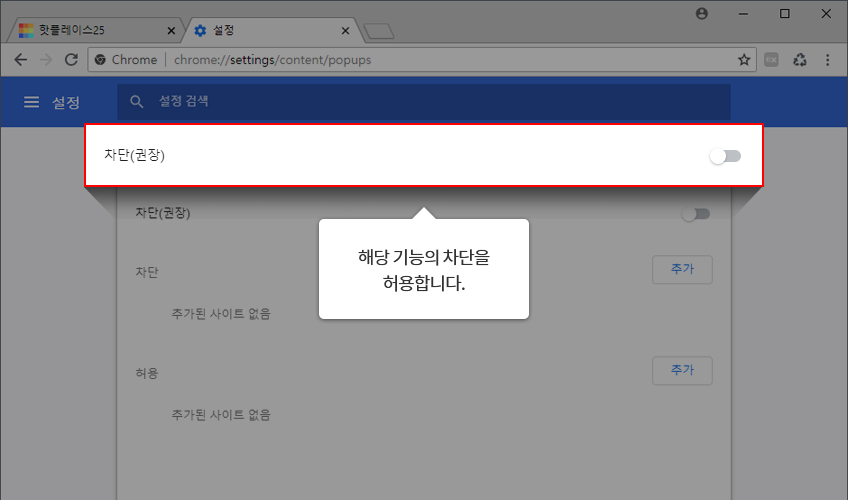 핫플레이스25
설정
Chrome
chrome://settings/content/popups
설정
설정 검색
차단(권장)
차단(권장)
해당 기능의 차단을
허용합니다.
차단
추가
추가된 사이트 없음
허용
추가
추가된 사이트 없음